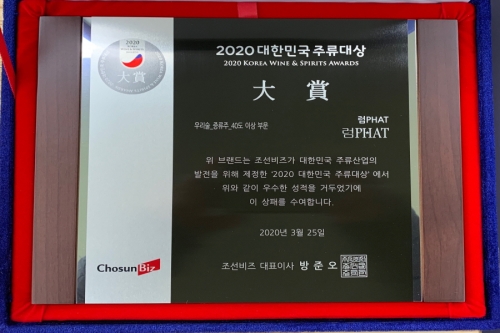 2020
大賞
2020 대한민국 주류대상
2020 KOREA WINE & SPIRITS AWARDS
大賞
우리술_증류주_40도 이상 부문
럼PHAT
럼PHAT
위 브랜드는 조선비즈가 대한민국 주류산업의
발전을 위해 제정한 '2020 대한민국 주류대상' 에서
위와 같이 우수한 성적을 거두었기에
이 상패를 수여합니다.
2020년 3월 25일
ChosunBiz
조선비즈 대표이사 방 준 오